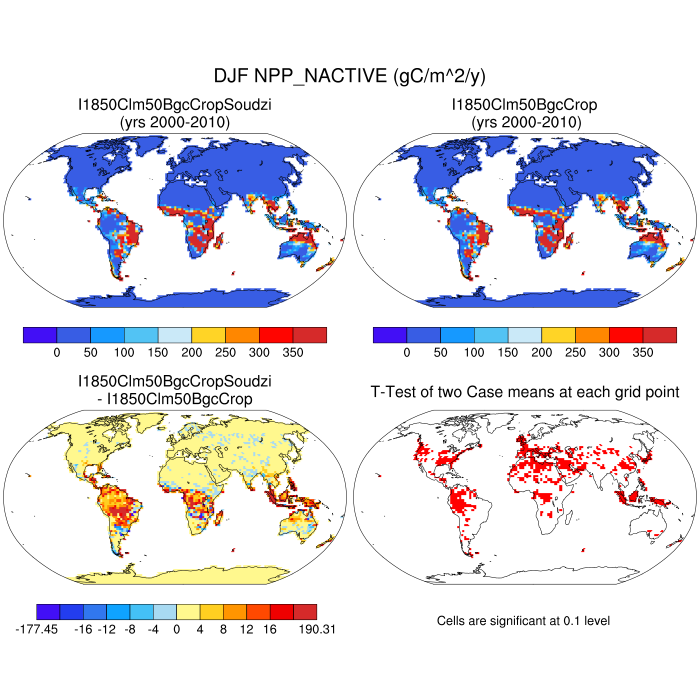 DJF NPP_NACTIVE (gC/m^2/y)
I1850Clm50BgcCropSoudzi
(yrs 2000-2010)
I1850Clm50BgcCrop
(yrs 2000-2010)
0 50 100 150 200 250 300 350
0 50 100 150 200 250 300 350
I1850Clm50BgcCropSoudzi
- I1850Clm50BgcCrop
T-Test of two Case means at each grid point
-177.45 -16 -12 -8 -4 0 4 8 12 16 190.31
Cells are significant at 0.1 level